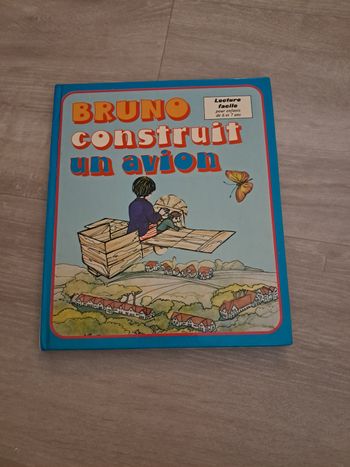 BRUNO
construit
un avion
Lecture
facile
pour enfants
de 6 et 7 ans